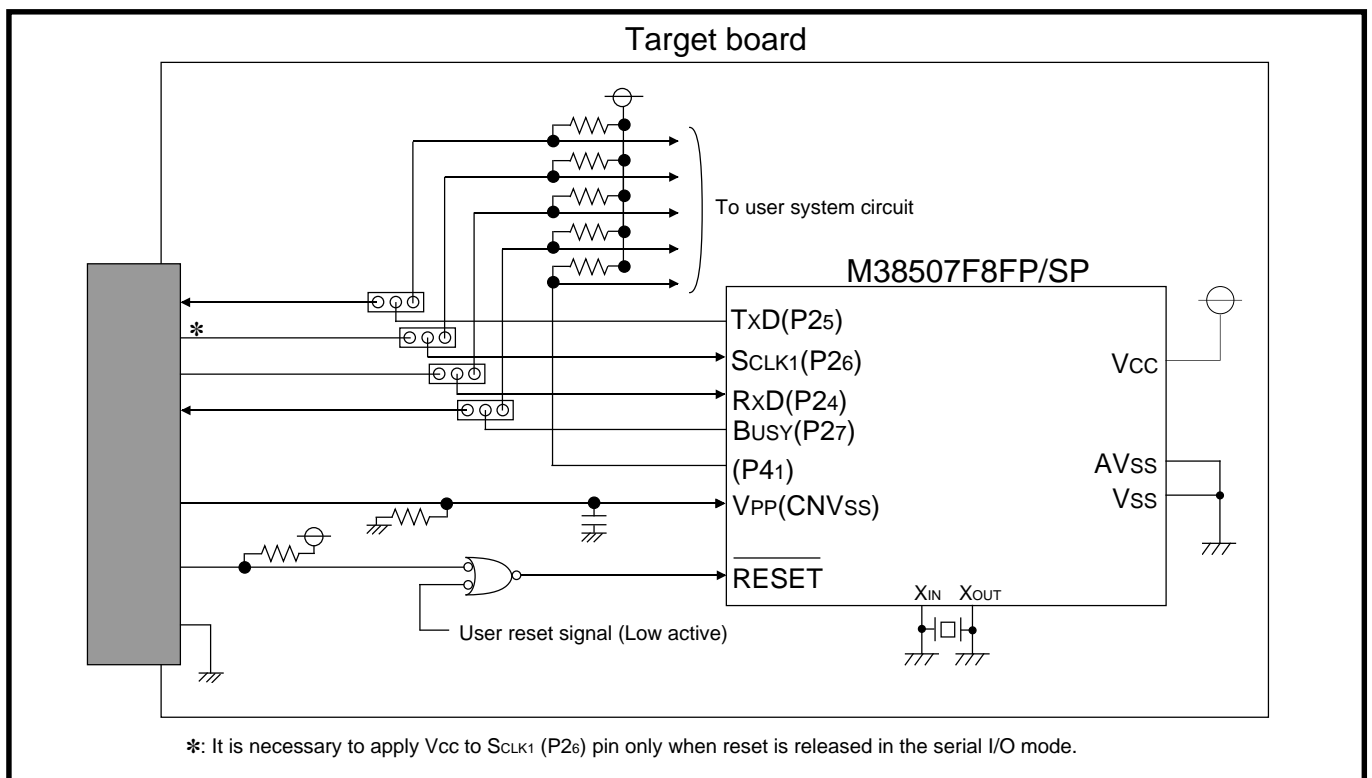 Target board
To user system circuit
M38507F8FP/SP
TxD(P25)
SCLK1(P26)
RxD(P24)
BUSY(P27)
(P41)
VPP(CNVSS)
RESET
VCC
AVSS
VSS
XIN XOUT
User reset signal (Low active)
*
*: It is necessary to apply Vcc to SCLK1 (P26) pin only when reset is released in the serial I/O mode.